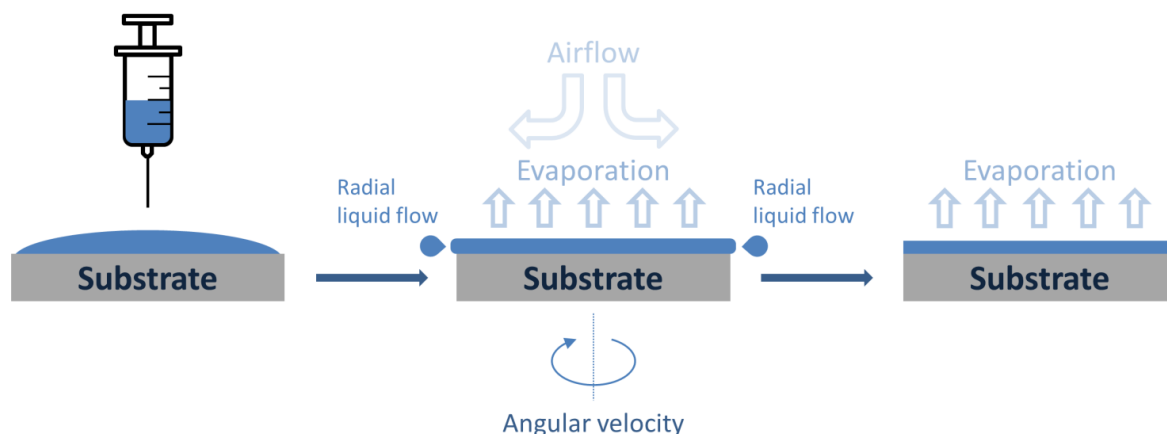 Airflow
Evaporation
Radial
liquid flow
Radial
liquid flow
Evaporation
Substrate
Substrate
Substrate
Angular velocity